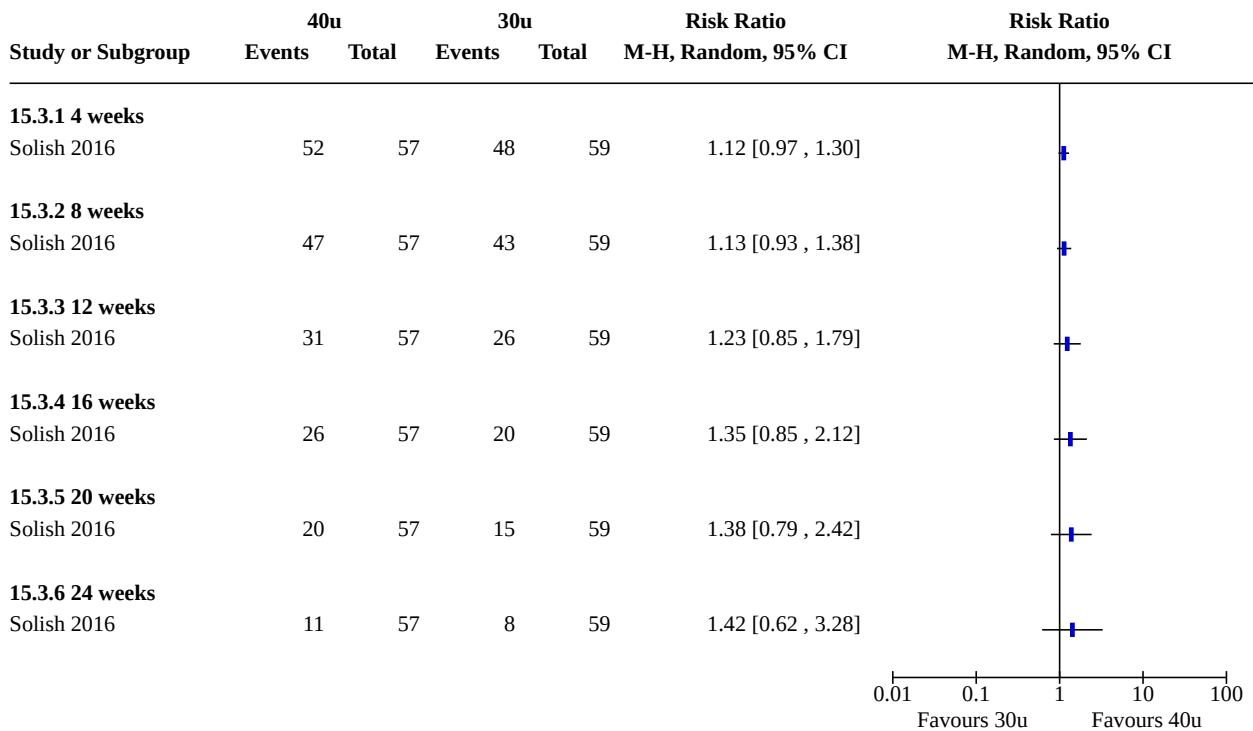 40u 30u Risk Ratio Risk Ratio
Study or Subgroup Events Total Events Total M-H, Random, 95% CI M-H, Random, 95% CI
15.3.1 4 weeks
Solish 2016 52 57 48 59 1.12 [0.97 , 1.30]
15.3.2 8 weeks
Solish 2016 47 57 43 59 1.13 [0.93 , 1.38]
15.3.3 12 weeks
Solish 2016 31 57 26 59 1.23 [0.85 , 1.79]
15.3.4 16 weeks
Solish 2016 26 57 20 59 1.35 [0.85 , 2.12]
15.3.5 20 weeks
Solish 2016 20 57 15 59 1.38 [0.79 , 2.42]
15.3.6 24 weeks
Solish 2016 11 57 8 59 1.42 [0.62 , 3.28]
0.01 0.1 1 10 100
Favours 30u Favours 40u